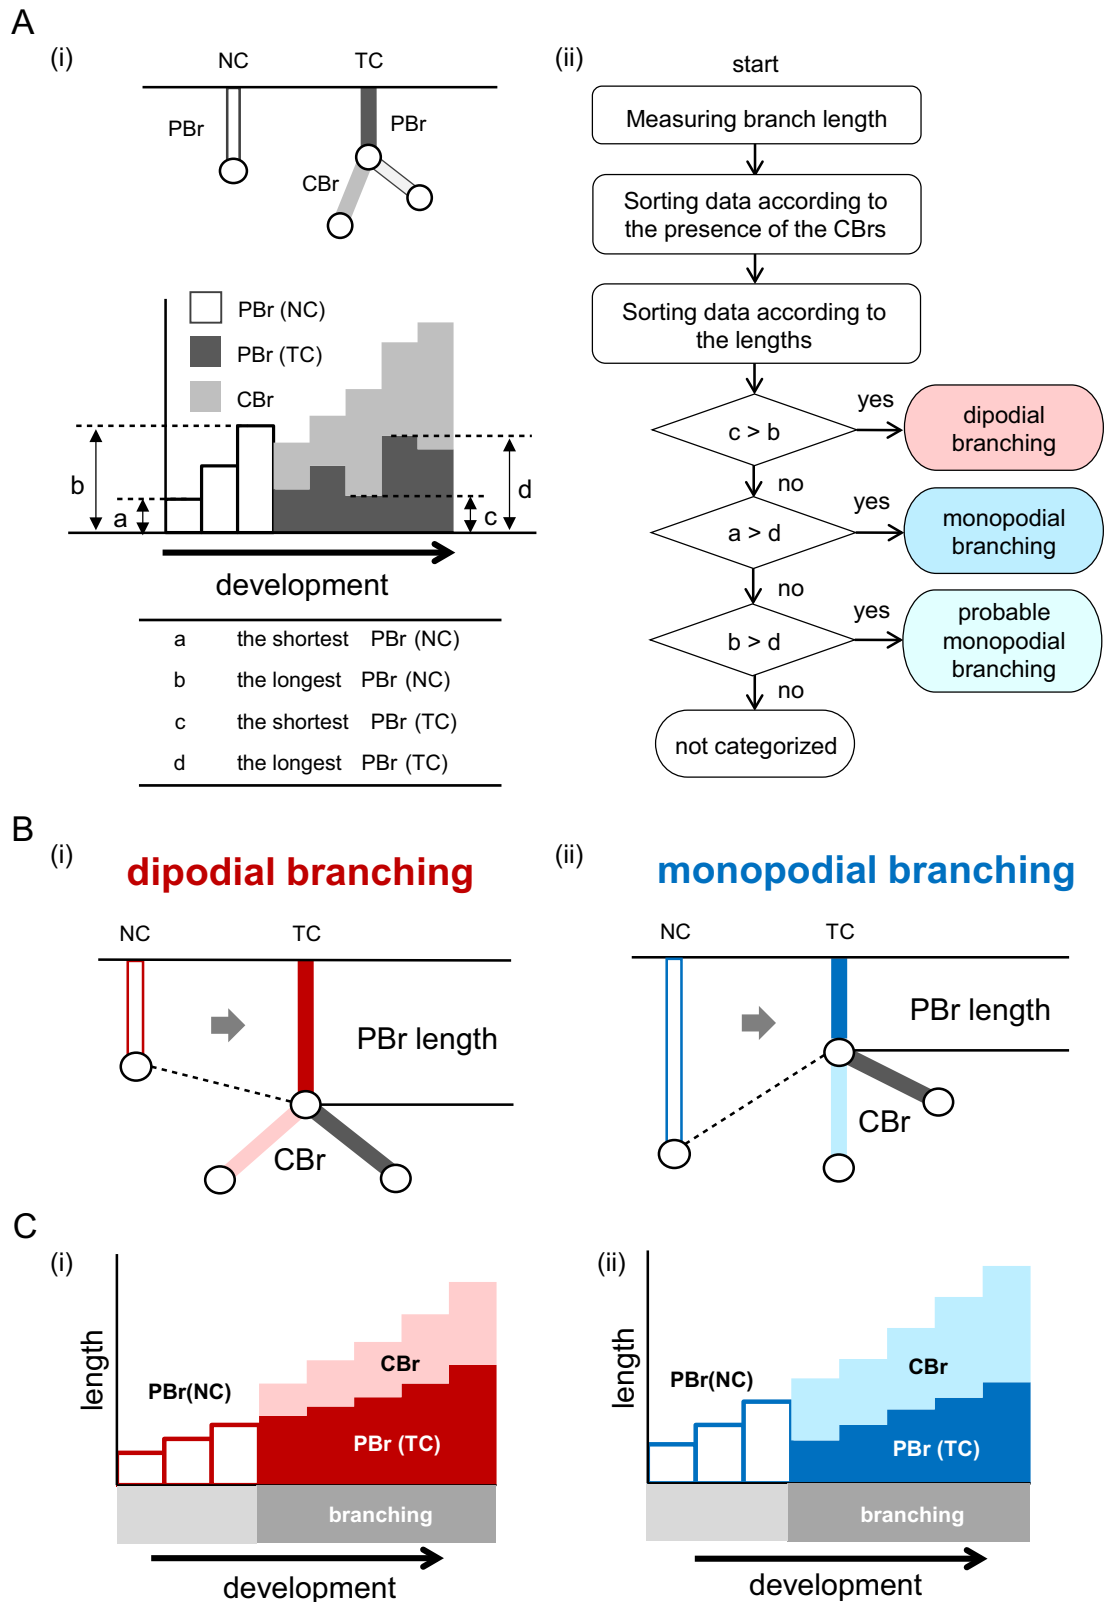 A
(i)
NC
TC
PBr
PBr
CBr
PBr (NC)
PBr (TC)
CBr
b
a
c
d
development
a the shortest PBr (NC)
b the longest PBr (NC)
c the shortest PBr (TC)
d the longest PBr (TC)
(ii)
start
Measuring branch length
Sorting data according to
the presence of the CBrs
Sorting data according to
the lengths
c > b
yes
dipodial
branching
no
a > d
yes
monopodial
branching
no
b > d
yes
probable
monopodial
branching
no
not categorized
B
(i)
dipodial branching
NC
TC
PBr length
CBr
(ii)
monopodial branching
NC
TC
PBr length
CBr
C
(i)
length
PBr(NC)
CBr
PBr (TC)
branching
development
(ii)
length
PBr(NC)
CBr
PBr (TC)
branching
development